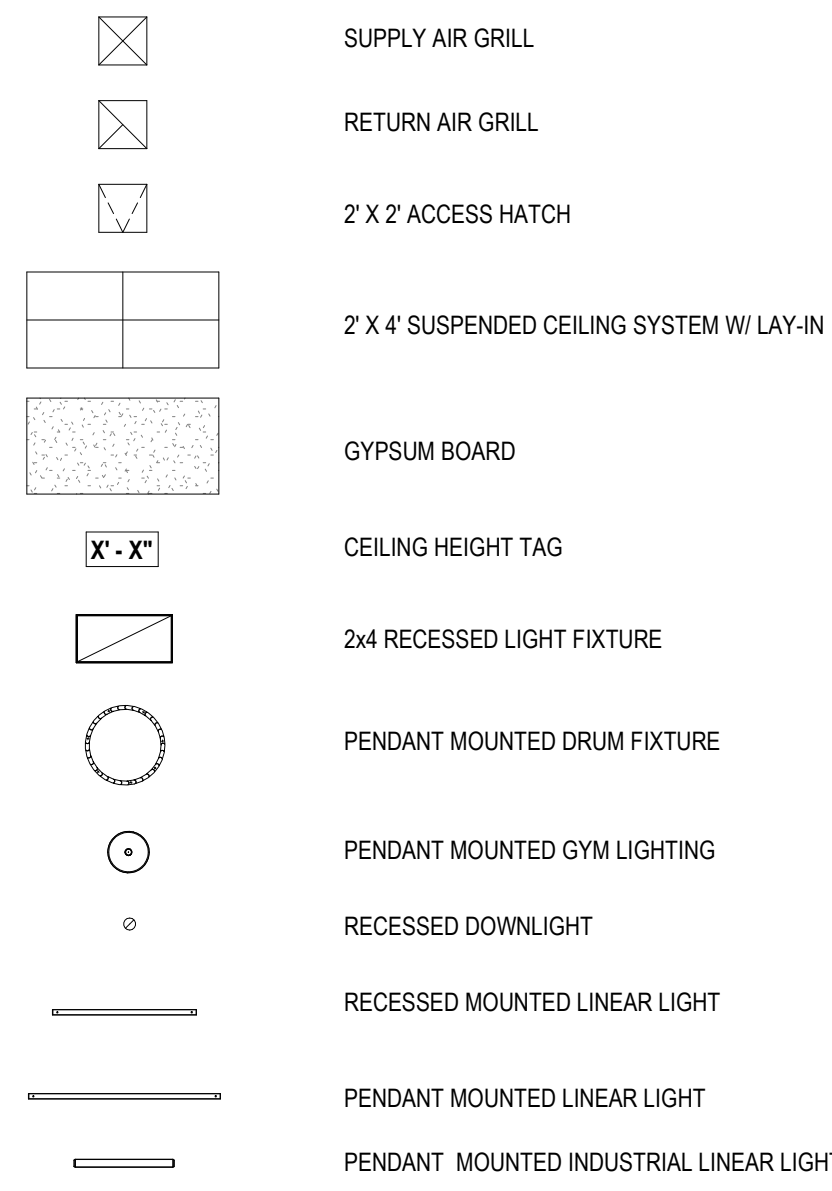 SUPPLY AIR GRILL
RETURN AIR GRILL
2' X 2' ACCESS HATCH
2' X 4' SUSPENDED CEILING SYSTEM W/ LAY-IN
GYPSUM BOARD
X' - X" CEILING HEIGHT TAG
2x4 RECESSED LIGHT FIXTURE
PENDANT MOUNTED DRUM FIXTURE
PENDANT MOUNTED GYM LIGHTING
RECESSED DOWNLIGHT
RECESSED MOUNTED LINEAR LIGHT
PENDANT MOUNTED LINEAR LIGHT
PENDANT MOUNTED INDUSTRIAL LINEAR LIGHT